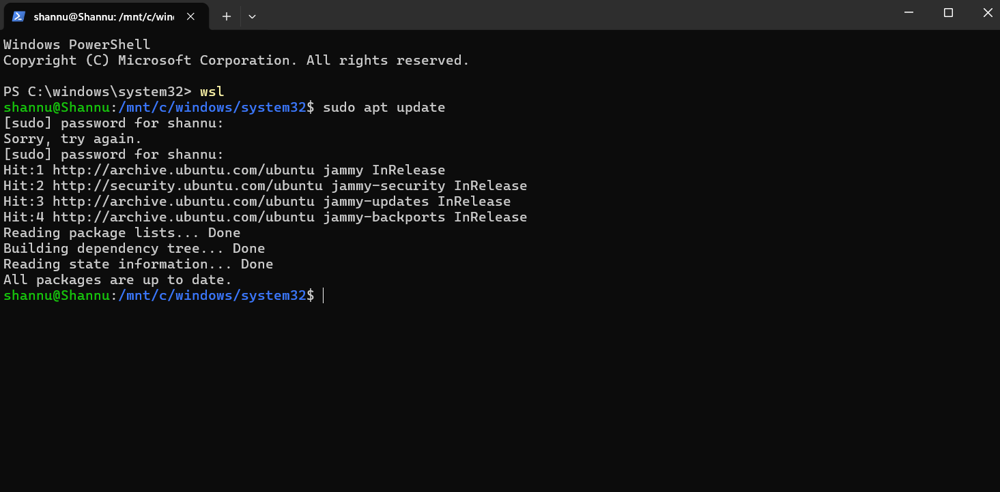 shannu@Shannu: /mnt/c/win
Windows PowerShell
Copyright (C) Microsoft Corporation. All rights reserved.
PS C:\windows\system32> wsl
shannu@Shannu:/mnt/c/windows/system32$ sudo apt update
[sudo] password for shannu:
Sorry, try again.
[sudo] password for shannu:
Hit:1 http://archive.ubuntu.com/ubuntu jammy InRelease
Hit:2 http://security.ubuntu.com/ubuntu jammy-security InRelease
Hit:3 http://archive.ubuntu.com/ubuntu jammy-updates InRelease
Hit:4 http://archive.ubuntu.com/ubuntu jammy-backports InRelease
Reading package lists... Done
Building dependency tree... Done
Reading state information... Done
All packages are up to date.
shannu@Shannu:/mnt/c/windows/system32$